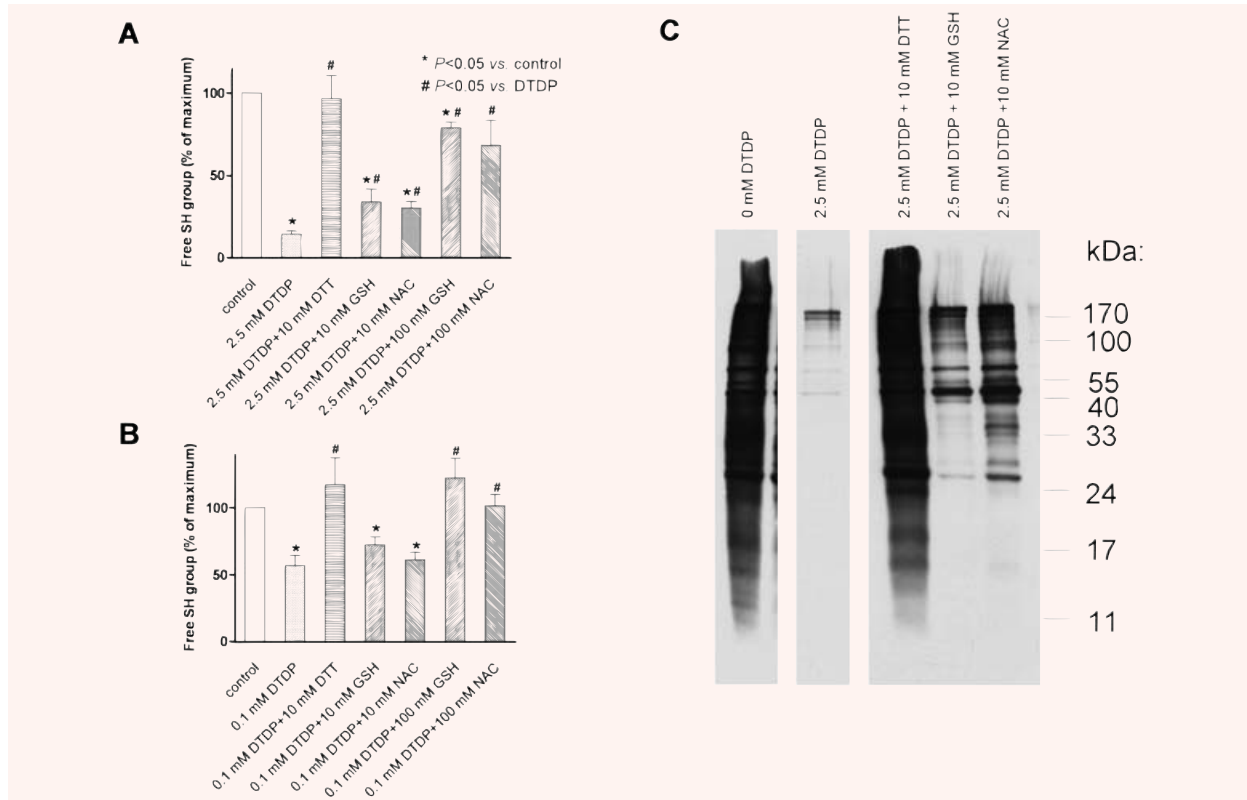 A
* P<0.05 vs. control
# P<0.05 vs. DTDP
Free SH group (% of maximum)
100
50
0
#
*
* #
* #
* #
#
control
2.5 mM DTDP
2.5 mM DTDP+10 mM DTT
2.5 mM DTDP+10 mM GSH
2.5 mM DTDP+10 mM NAC
2.5 mM DTDP+100 mM GSH
2.5 mM DTDP+100 mM NAC
B
Free SH group (% of maximum)
100
50
0
*
#
*
*
#
#
control
0.1 mM DTDP
0.1 mM DTDP+10 mM DTT
0.1 mM DTDP+10 mM GSH
0.1 mM DTDP+10 mM NAC
0.1 mM DTDP+100 mM GSH
0.1 mM DTDP+100 mM NAC
C
0 mM DTDP
2.5 mM DTDP
2.5 mM DTDP + 10 mM DTT
2.5 mM DTDP + 10 mM GSH
2.5 mM DTDP +10 mM NAC
kDa:
170
100
55
40
33
24
17
11